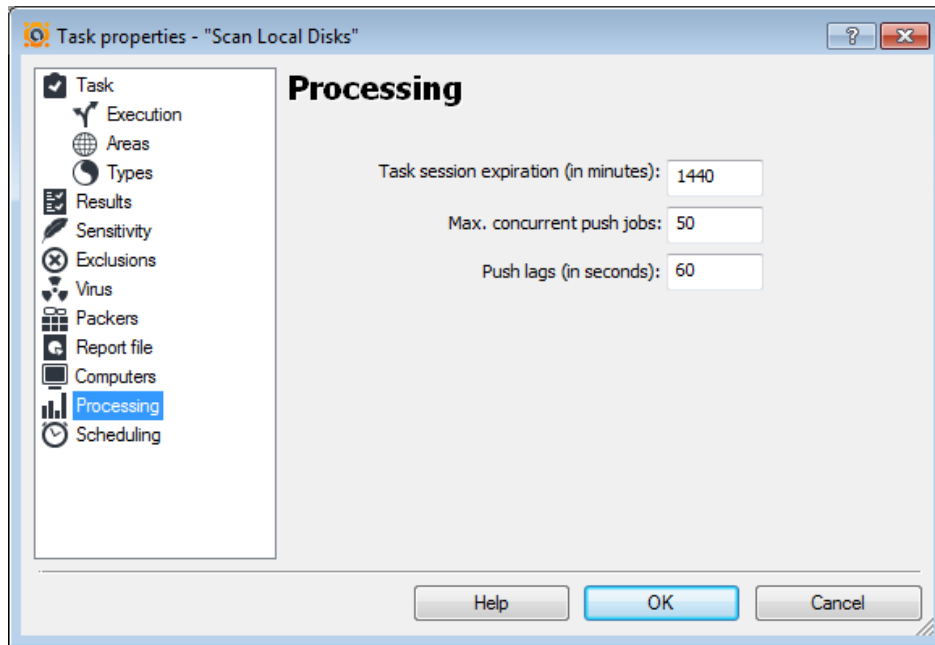 Task properties - "Scan Local Disks"
Task
Execution
Areas
Types
Results
Sensitivity
Exclusions
Virus
Packers
Report file
Computers
Processing
Scheduling
Processing
Task session expiration (in minutes): 1440
Max. concurrent push jobs: 50
Push lags (in seconds): 60
Help OK Cancel